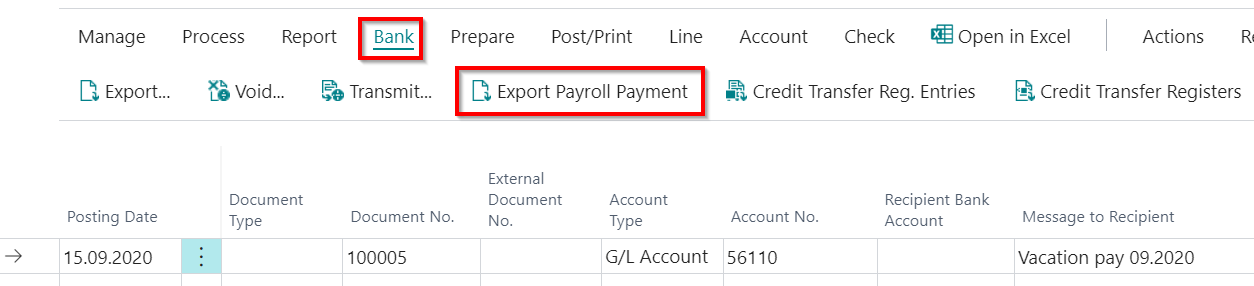 Manage Process Report Bank Prepare Post/Print Line Account Check Open in Excel Actions Re
Export... Void... Transmit... Export Payroll Payment Credit Transfer Reg. Entries Credit Transfer Registers
Posting Date Document Type Document No. External Document No. Account Type Account No. Recipient Bank Account Message to Recipient
15.09.2020 100005 G/L Account 56110 Vacation pay 09.2020